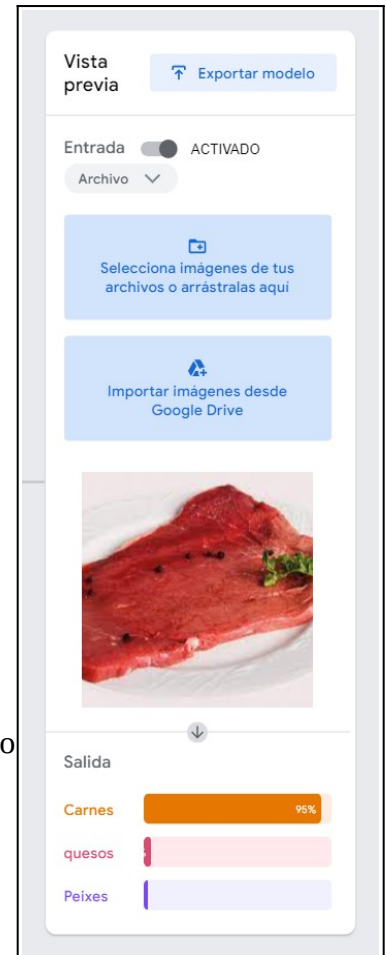 Vista
previa
Exportar modelo
Entrada
ACTIVADO
Archivo
Selecciona imágenes de tus
archivos o arrástralas aquí
Importar imágenes desde
Google Drive
o
Salida
Carnes
95%
quesos
Peixes